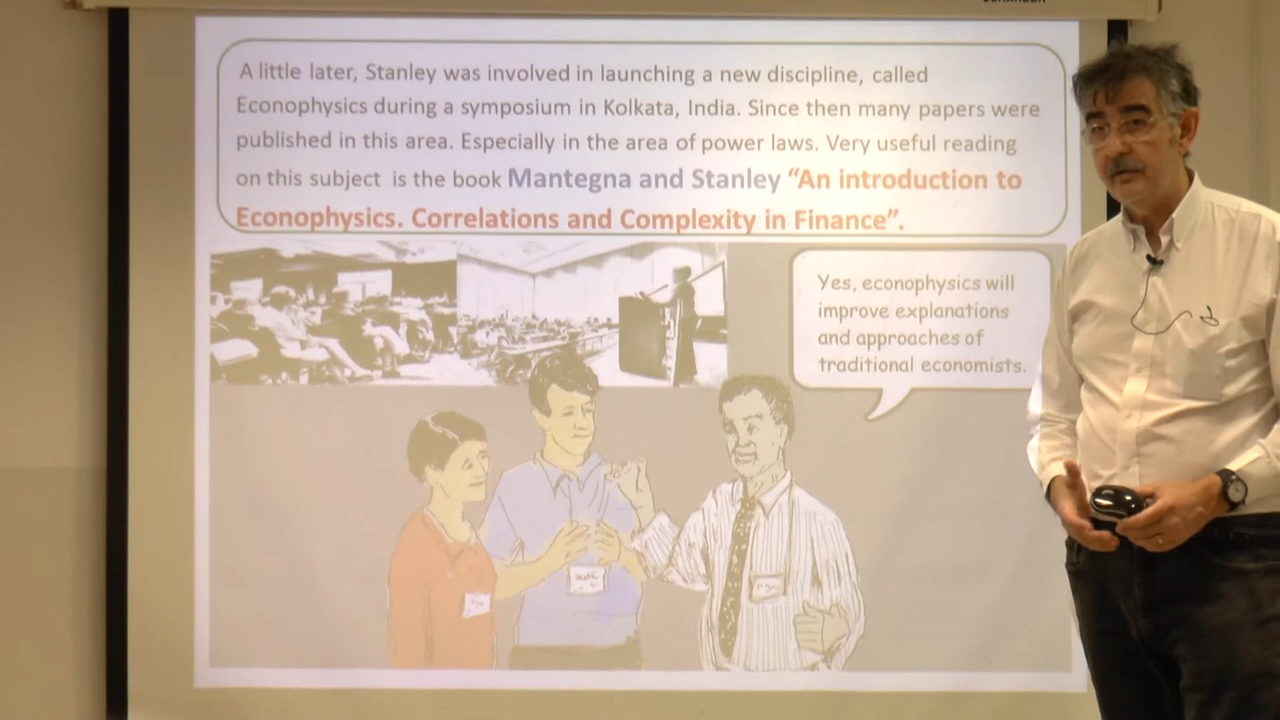 A little later, Stanley was involved in launching a new discipline, called
Econophysics during a symposium in Kolkata, India. Since then many papers were
published in this area. Especially in the area of power laws. Very useful reading
on this subject is the book Mantegna and Stanley “An introduction to
Econophysics. Correlations and Complexity in Finance”.
Yes, econophysics will
improve explanations
and approaches of
traditional economists.